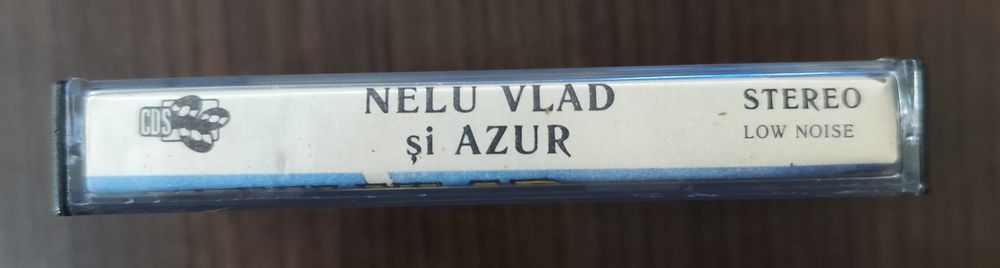 CDS
NELU VLAD
și AZUR
STEREO
LOW NOISE